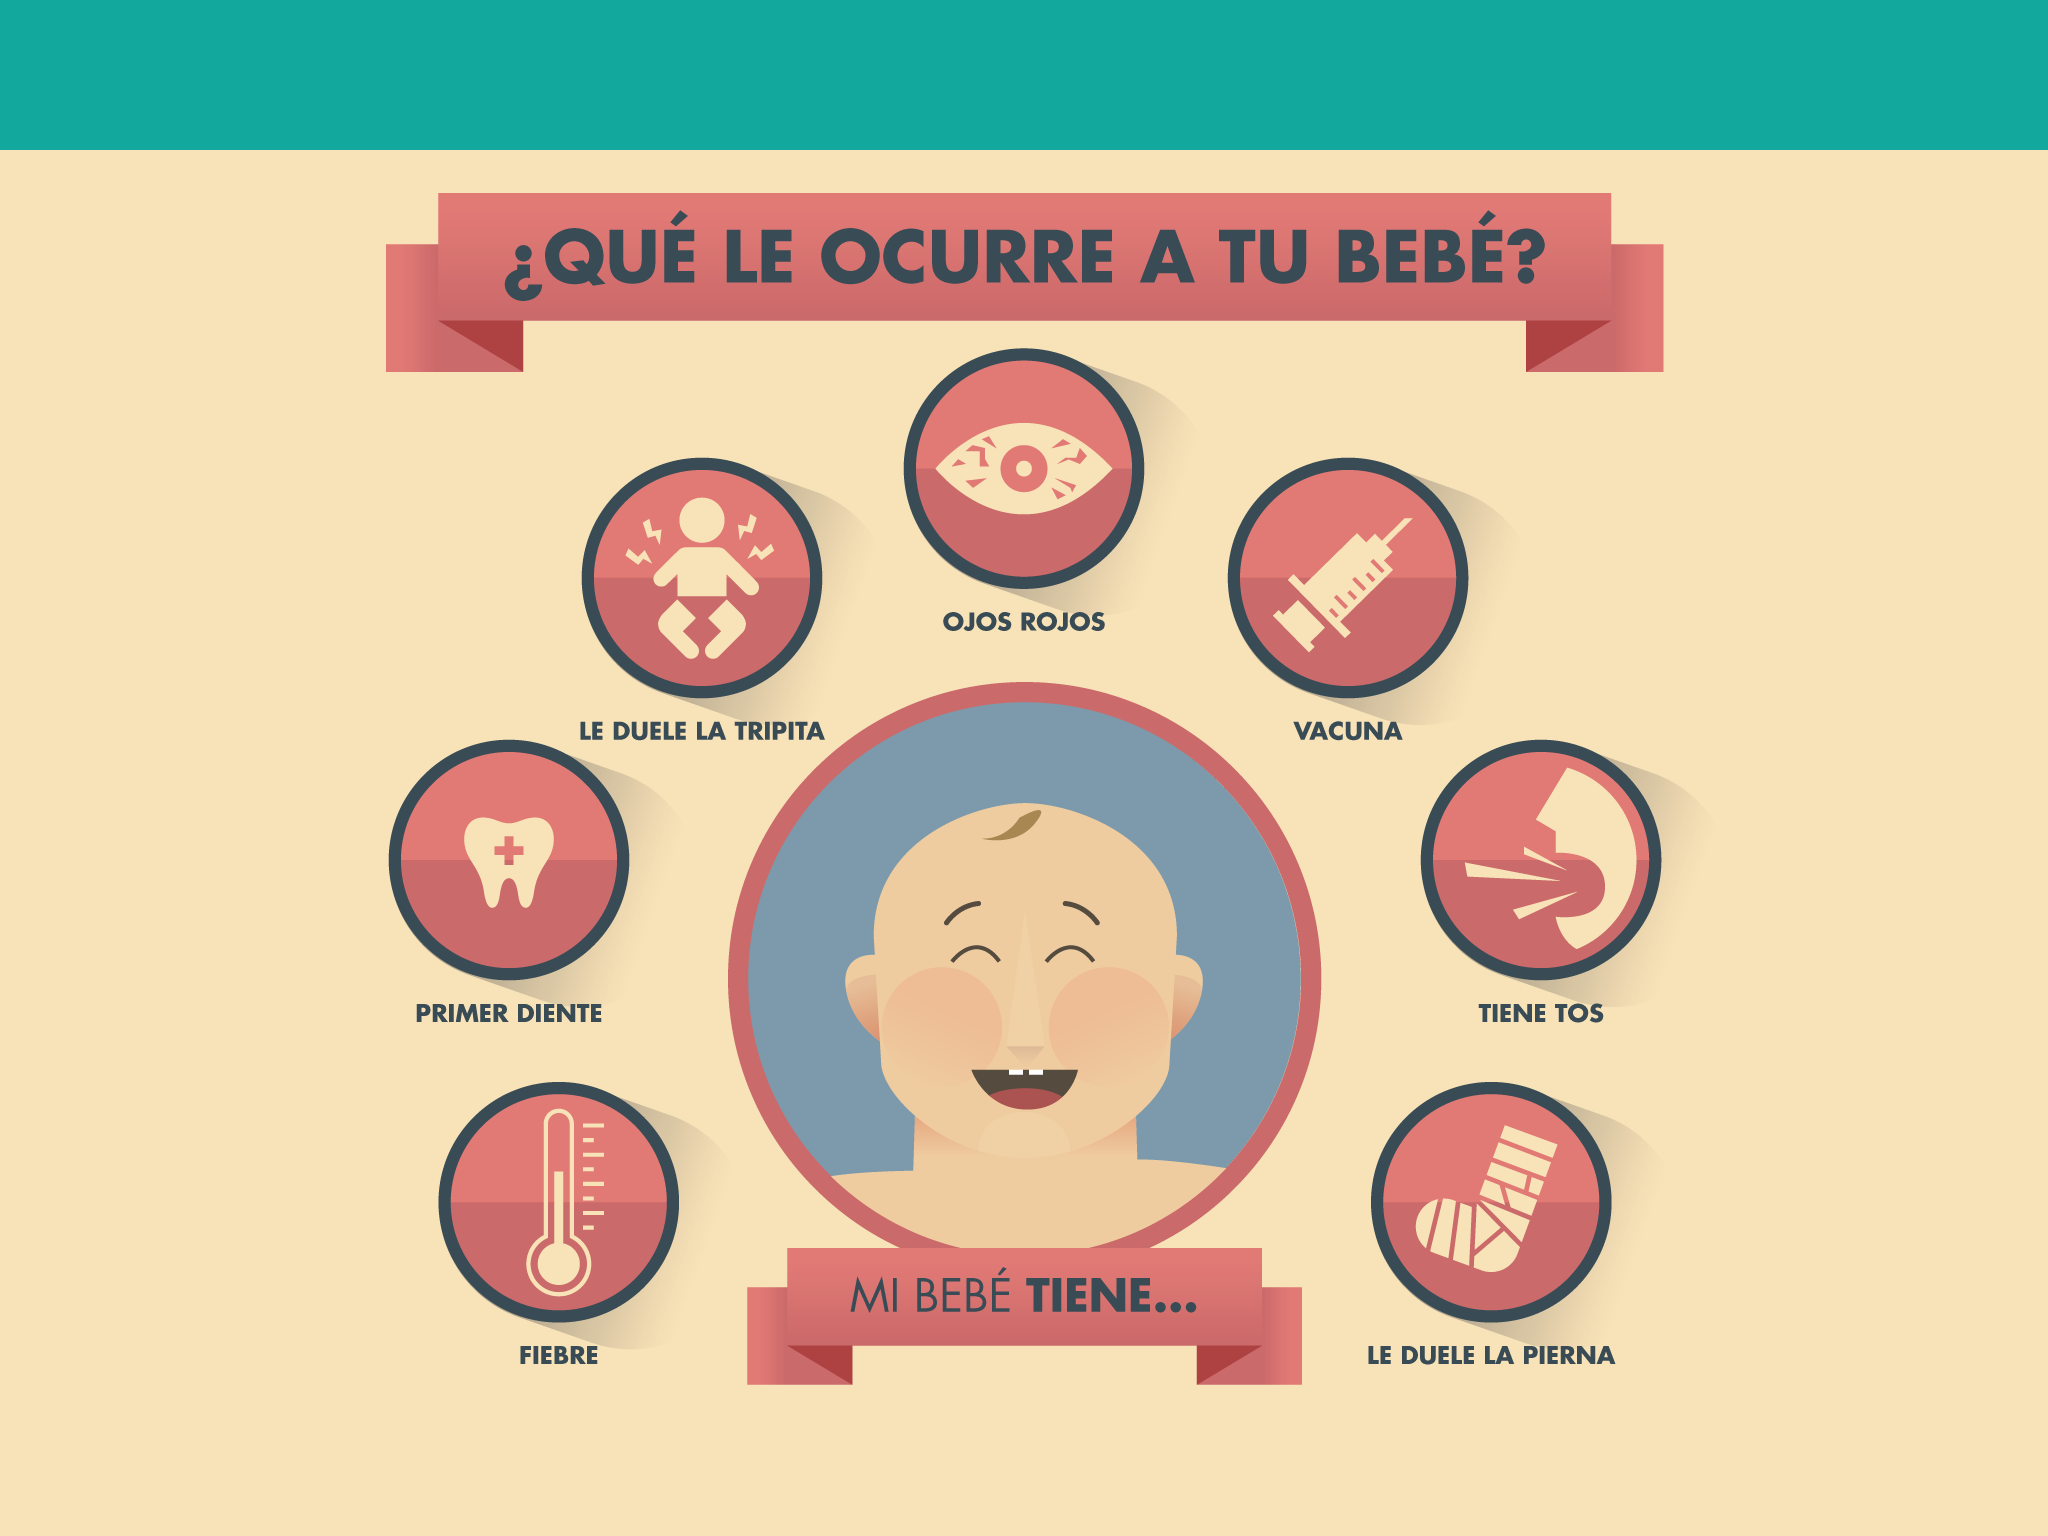 ¿QUÉ LE OCURRE A TU BEBÉ?
OJOS ROJOS
LE DUELE LA TRIPITA
VACUNA
PRIMER DIENTE
TIENE TOS
FIEBRE
LE DUELE LA PIERNA
MI BEBÉ TIENE...